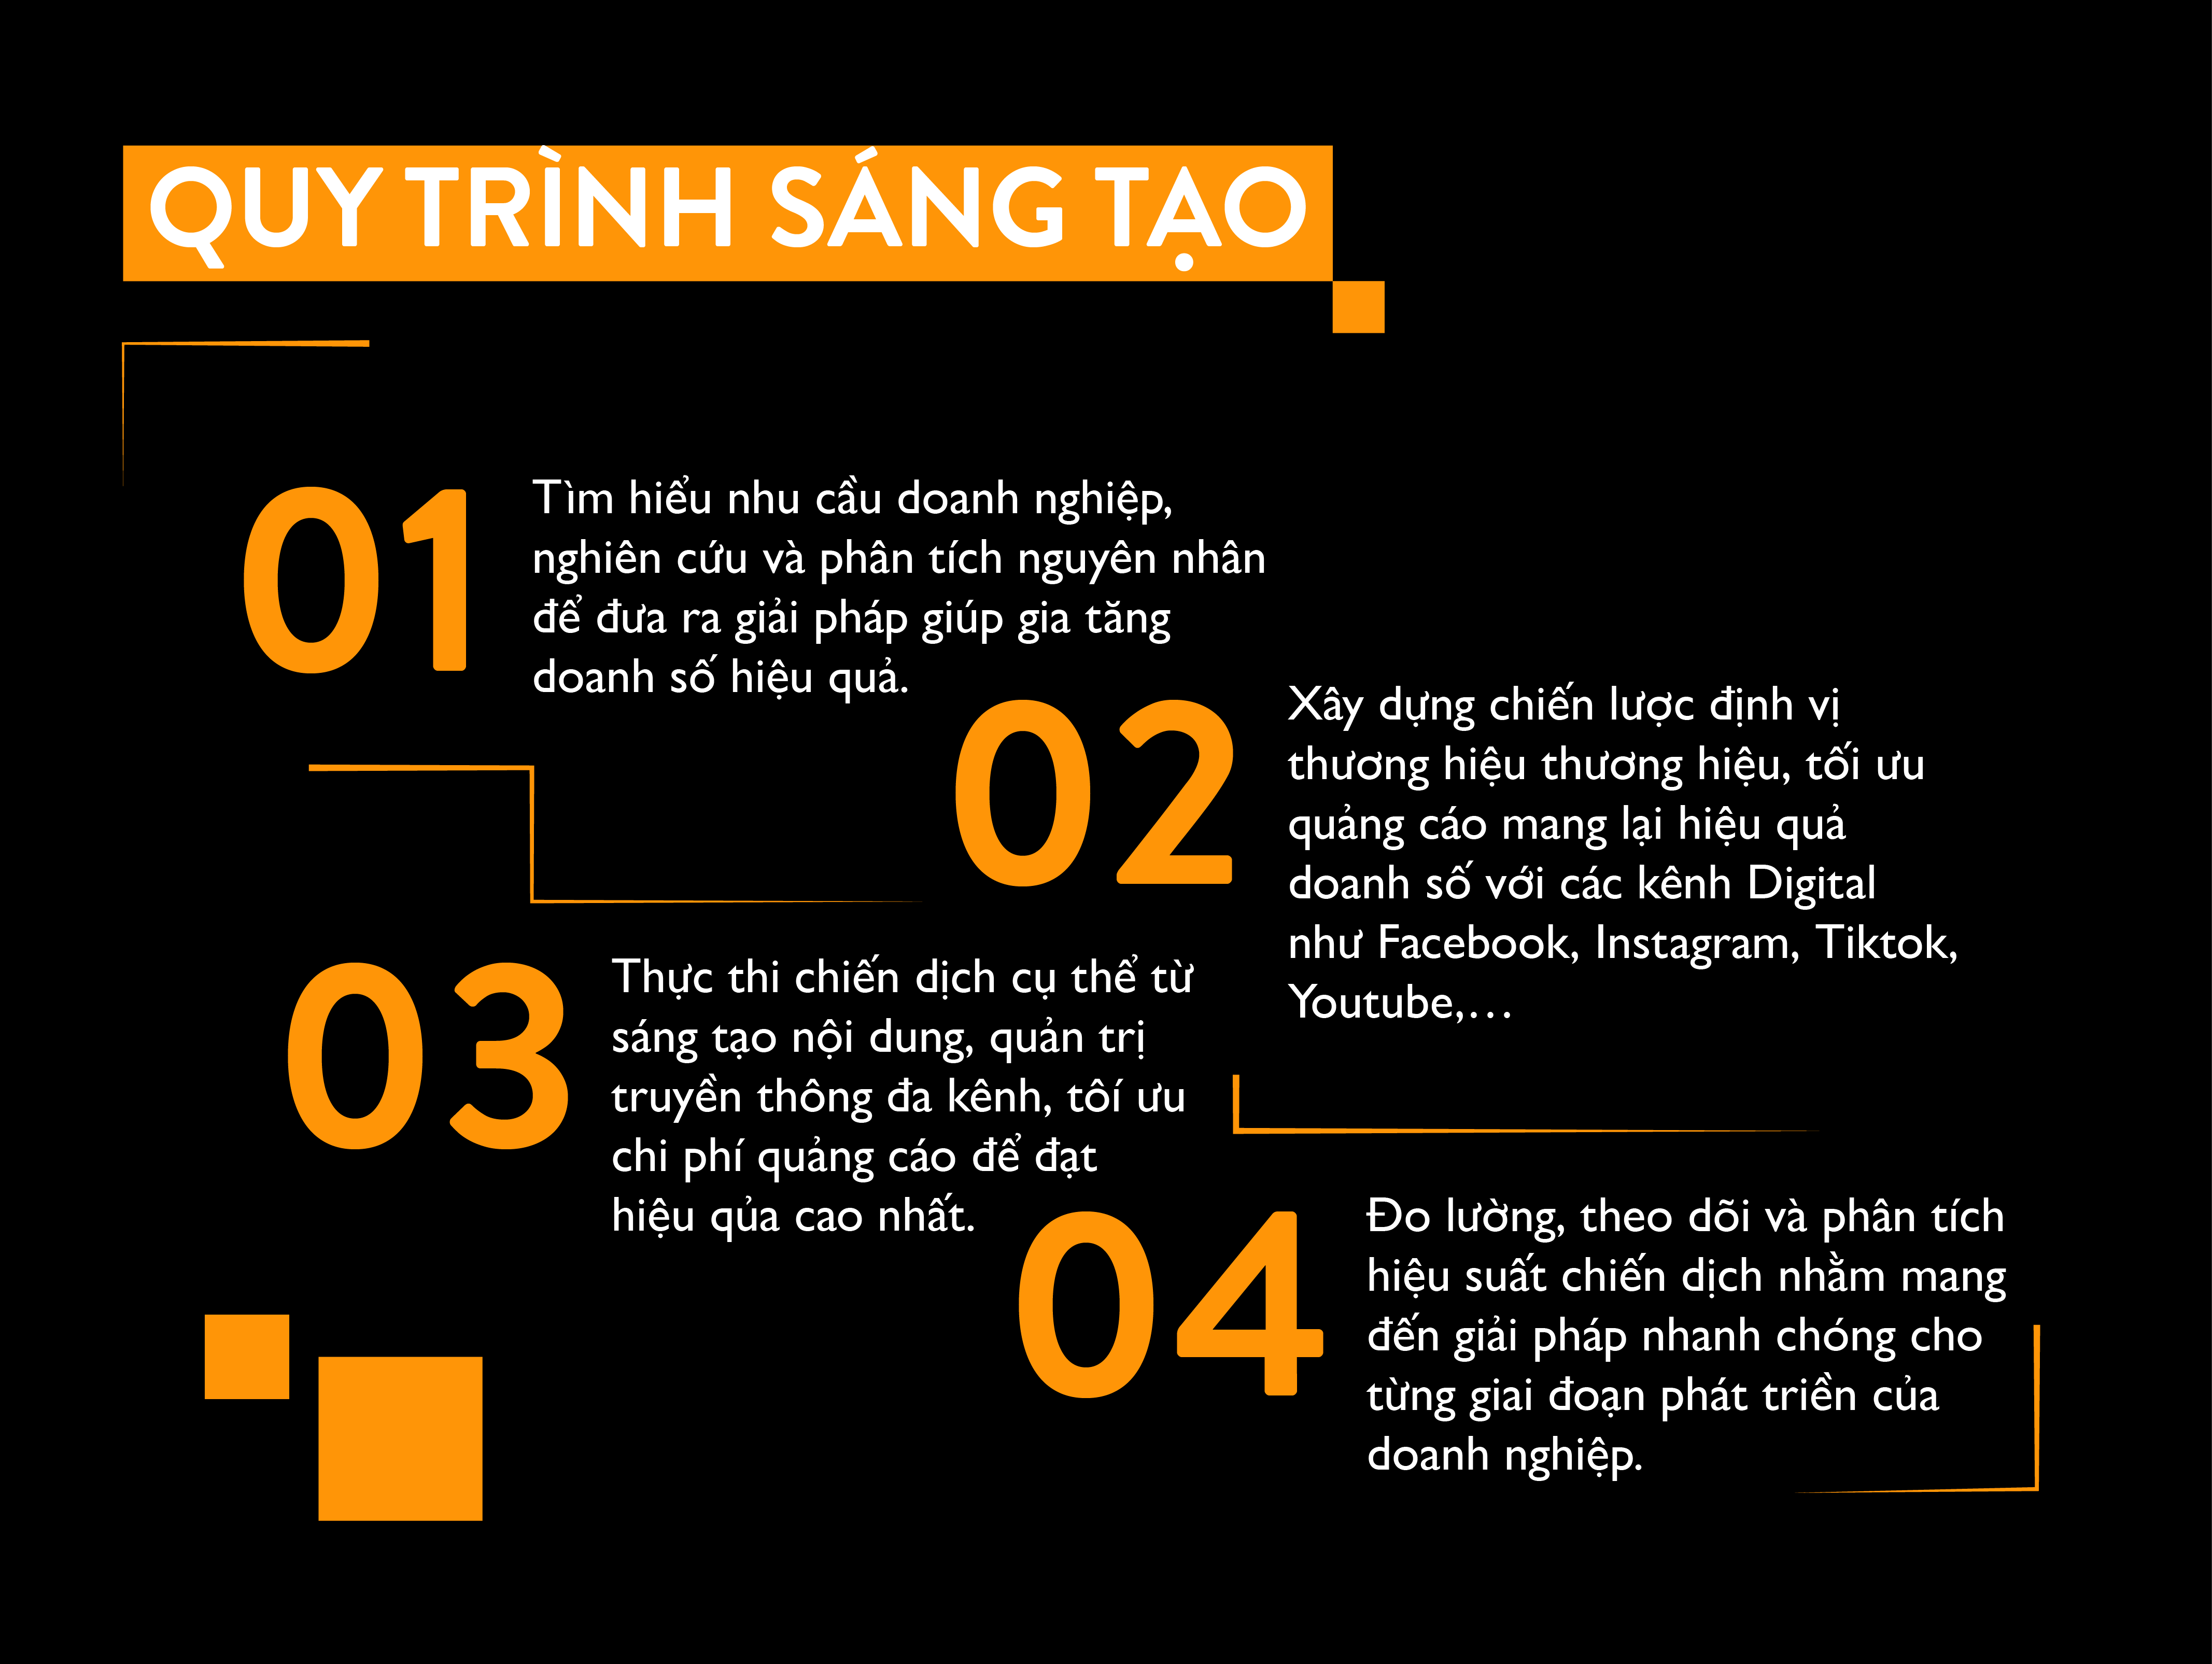 QUY TRÌNH SÁNG TẠO
01
Tìm hiểu nhu cầu doanh nghiệp,
nghiên cứu và phân tích nguyên nhân
để đưa ra giải pháp giúp gia tăng
doanh số hiệu quả.
02
Xây dựng chiến lược định vị
thương hiệu thương hiệu, tối ưu
quảng cáo mang lại hiệu quả
doanh số với các kênh Digital
như Facebook, Instagram, Tiktok,
Youtube,…
03
Thực thi chiến dịch cụ thể từ
sáng tạo nội dung, quản trị
truyền thông đa kênh, tôí ưu
chi phí quảng cáo để đạt
hiệu qủa cao nhất.
04
Đo lường, theo dõi và phân tích
hiệu suất chiến dịch nhằm mang
đến giải pháp nhanh chóng cho
từng giai đoạn phát triền của
doanh nghiệp.